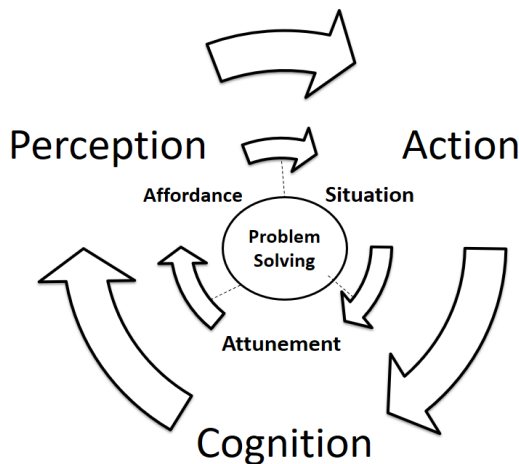 Perception
Action
Affordance
Situation
Problem
Solving
Attunement
Cognition